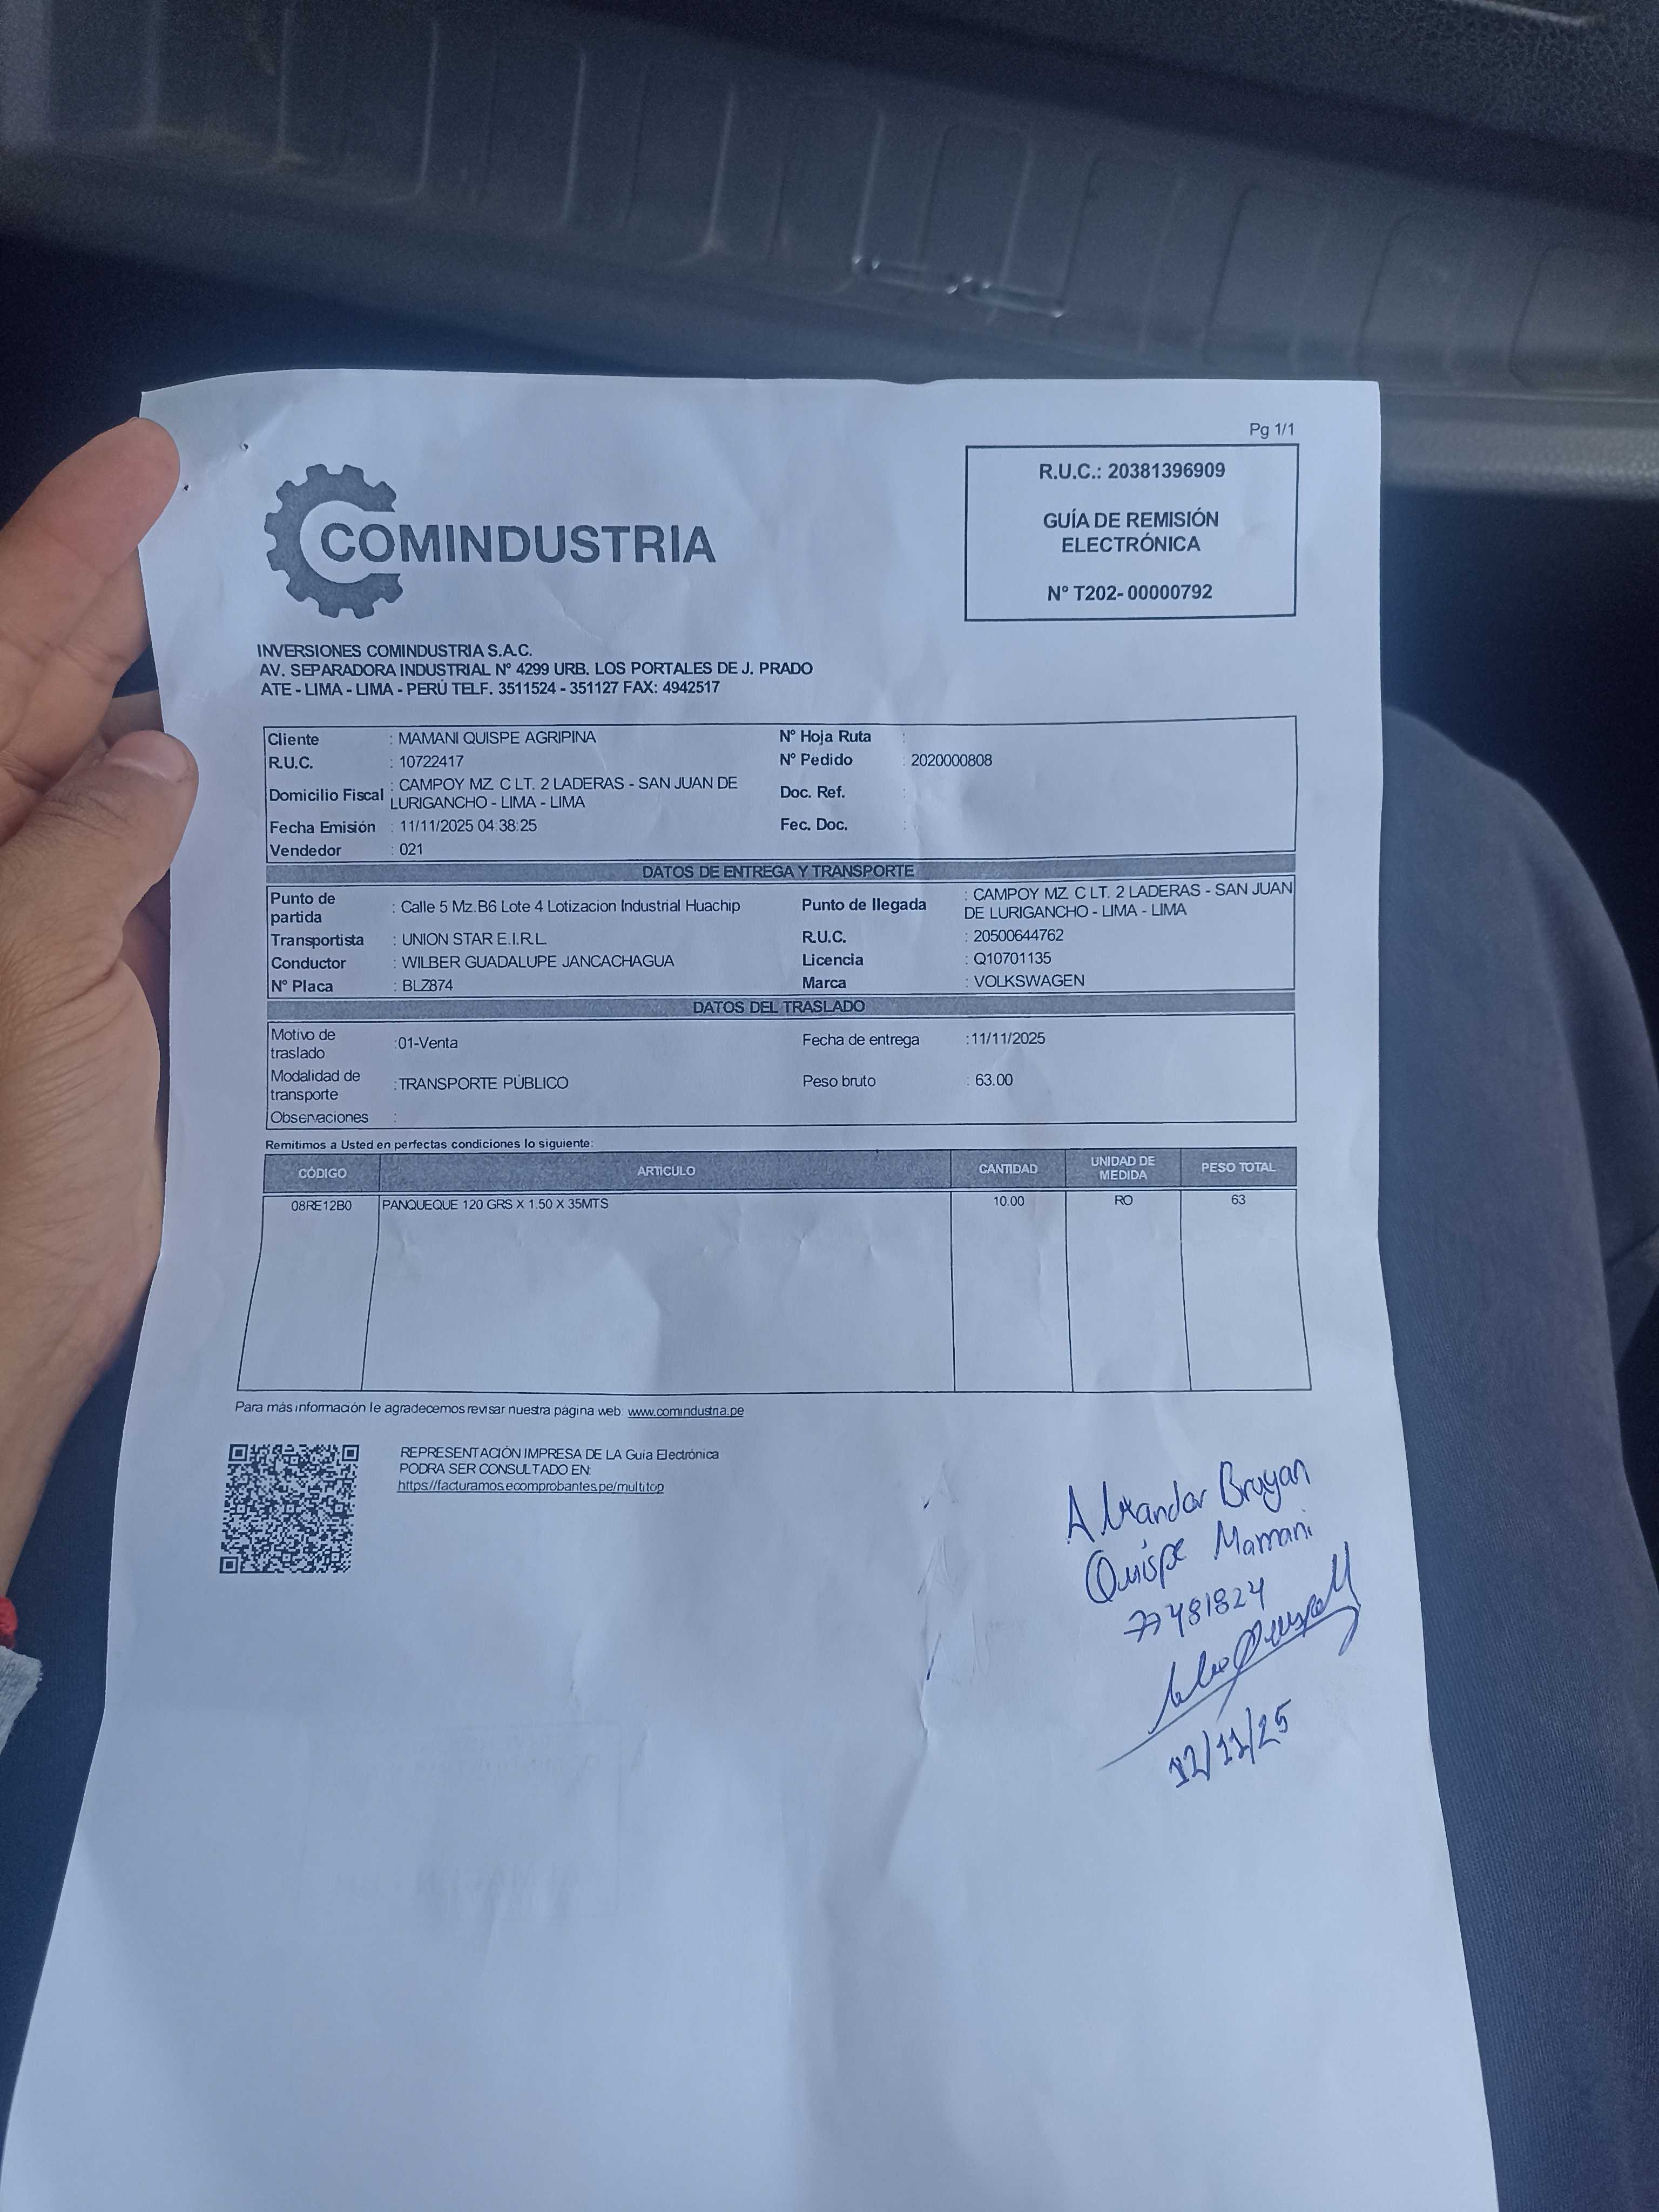 Pg 1/1
R.U.C.: 20381396909
GUÍA DE REMISIÓN
ELECTRÓNICA
Nº T202- 00000792
COMINDUSTRIA
INVERSIONES COMINDUSTRIA S.A.C.
AV. SEPARADORA INDUSTRIAL Nº 4299 URB. LOS PORTALES DE J. PRADO
ATE - LIMA - LIMA - PERÚ TELF. 3511524 - 351127 FAX: 4942517
Cliente : MAMANI QUISPE AGRIPINA Nº Hoja Ruta :
R.U.C. : 10722417 Nº Pedido : 2020000808
Domicilio Fiscal : CAMPOY MZ. C LT. 2 LADERAS - SAN JUAN DE
LURIGANCHO - LIMA - LIMA Doc. Ref. :
Fecha Emisión : 11/11/2025 04:38:25 Fec. Doc. :
Vendedor : 021
DATOS DE ENTREGA Y TRANSPORTE
Punto de
partida : Calle 5 Mz.B6 Lote 4 Lotizacion Industrial Huachip Punto de llegada : CAMPOY MZ. C LT. 2 LADERAS - SAN JUAN
DE LURIGANCHO - LIMA - LIMA
Transportista : UNION STAR E.I.R.L. R.U.C. : 20500644762
Conductor : WILBER GUADALUPE JANCACHAGUA Licencia : Q10701135
Nº Placa : BLZ874 Marca : VOLKSWAGEN
DATOS DEL TRASLADO
Motivo de
traslado :01-Venta Fecha de entrega :11/11/2025
Modalidad de
transporte :TRANSPORTE PÚBLICO Peso bruto : 63.00
Observaciones :
Remitimos a Usted en perfectas condiciones lo siguiente:
CÓDIGO ARTICULO CANTIDAD UNIDAD DE
MEDIDA PESO TOTAL
08RE12B0 PANQUEQUE 120 GRS X 1.50 X 35MTS 10.00 RO 63
Para más información le agradecemos revisar nuestra página web: www.comindustria.pe
REPRESENTACIÓN IMPRESA DE LA Guía Electrónica
PODRA SER CONSULTADO EN:
https://facturamos.ecomprobantes.pe/multitop
Quispe Mamani
77481824
12/11/25